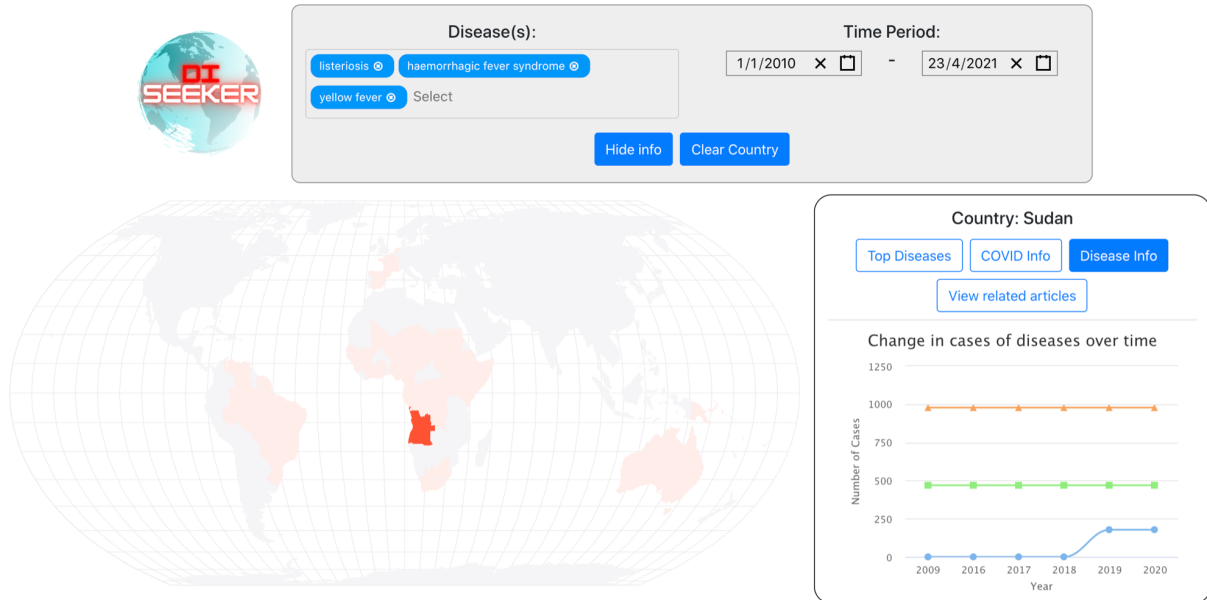 DI
SEEKER
Disease(s):
listeriosis
haemorrhagic fever syndrome
yellow fever
Select
Time Period:
1/1/2010
-
23/4/2021
Hide info
Clear Country
Country: Sudan
Top Diseases
COVID Info
Disease Info
View related articles
Change in cases of diseases over time
1250
1000
750
500
250
0
Number of Cases
2009 2016 2017 2018 2019 2020
Year